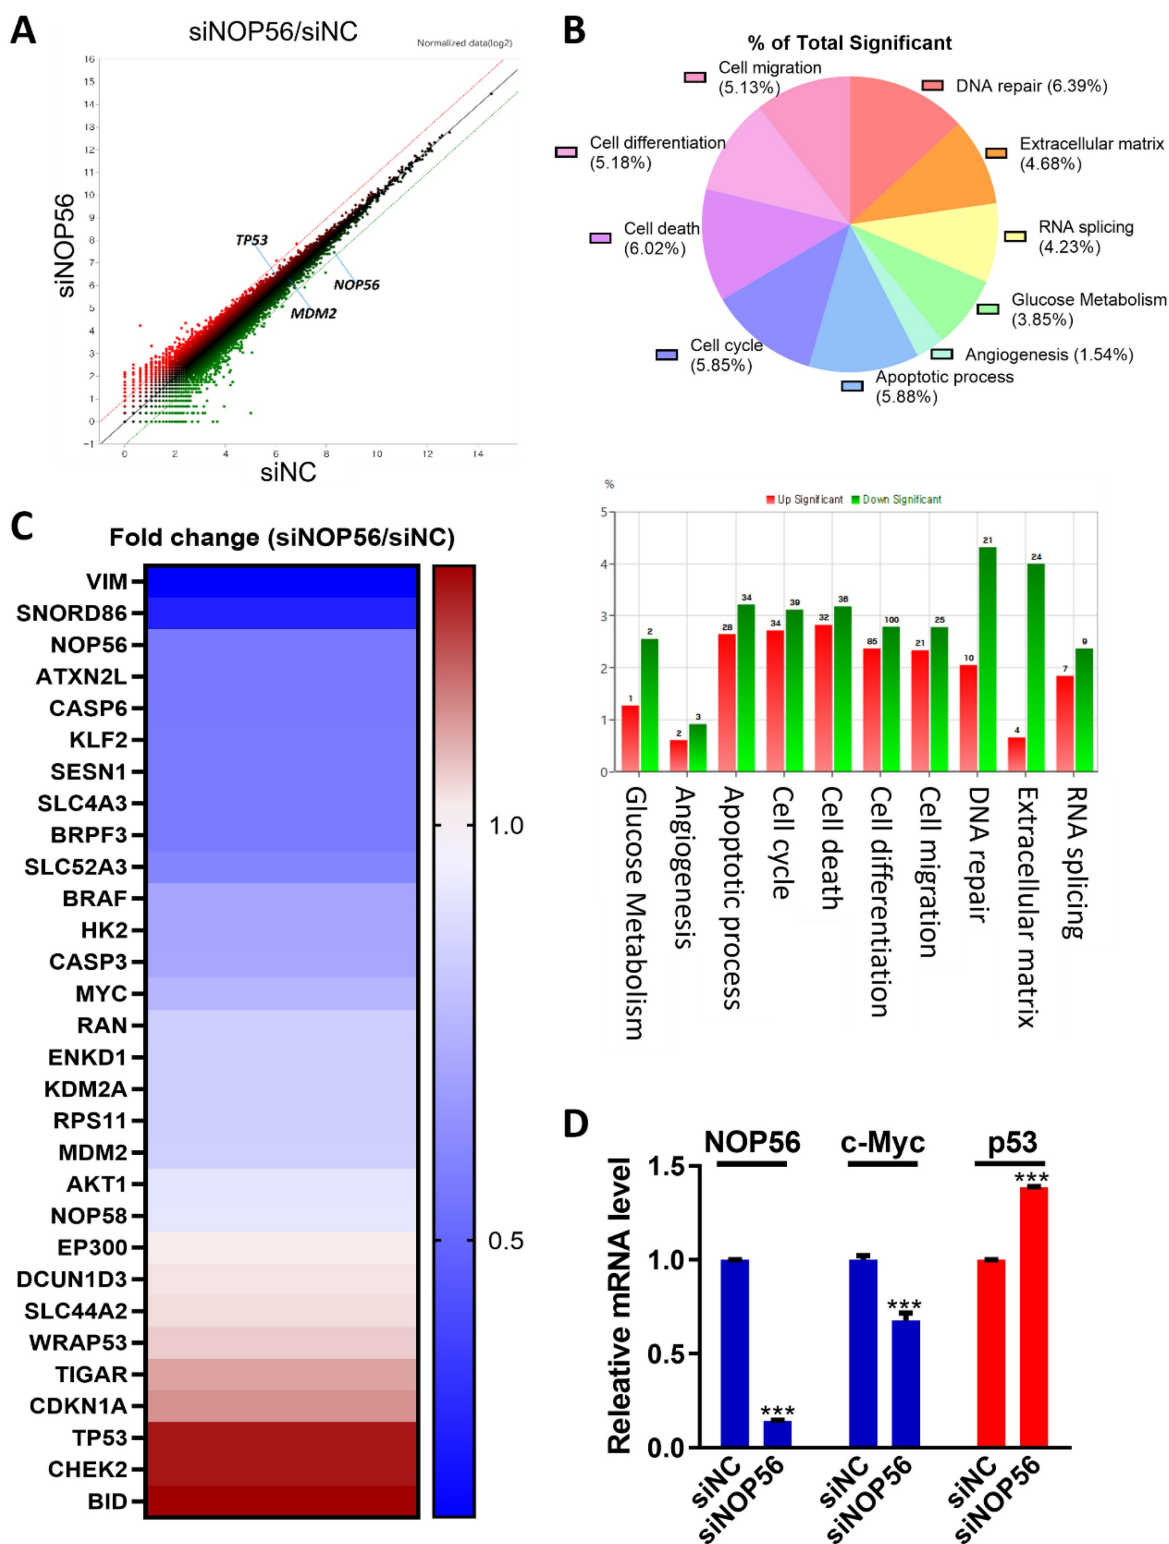 A
siNOP56/siNC
Normalized data(log2)
16
15
14
13
12
11
10
9
8
7
6
5
4
3
2
1
0
-1
siNOP56
TP53
NOP56
MDM2
0 2 4 6 8 10 12 14
siNC
B
% of Total Significant
Cell migration
(5.13%)
DNA repair (6.39%)
Cell differentiation
(5.18%)
Extracellular matrix
(4.68%)
Cell death
(6.02%)
RNA splicing
(4.23%)
Glucose Metabolism
(3.85%)
Cell cycle
(5.85%)
Angiogenesis (1.54%)
Apoptotic process
(5.88%)
%
Up Significant Down Significant
5
4
3
2
1
0
1 2 2 3 28 34 34 39 32 36 85 100 21 25 10 21 4 24 7 9
Glucose Metabolism
Angiogenesis
Apoptotic process
Cell cycle
Cell death
Cell differentiation
Cell migration
DNA repair
Extracellular matrix
RNA splicing
C
Fold change (siNOP56/siNC)
VIM
SNORD86
NOP56
ATXN2L
CASP6
KLF2
SESN1
SLC4A3
BRPF3
SLC52A3
BRAF
HK2
CASP3
MYC
RAN
ENKD1
KDM2A
RPS11
MDM2
AKT1
NOP58
EP300
DCUN1D3
SLC44A2
WRAP53
TIGAR
CDKN1A
TP53
CHEK2
BID
1.0
0.5
D
NOP56 c-Myc p53
Releative mRNA level
1.5
1.0
0.5
0.0
*** *** ***
siNC
siNOP56
siNC
siNOP56
siNC
siNOP56